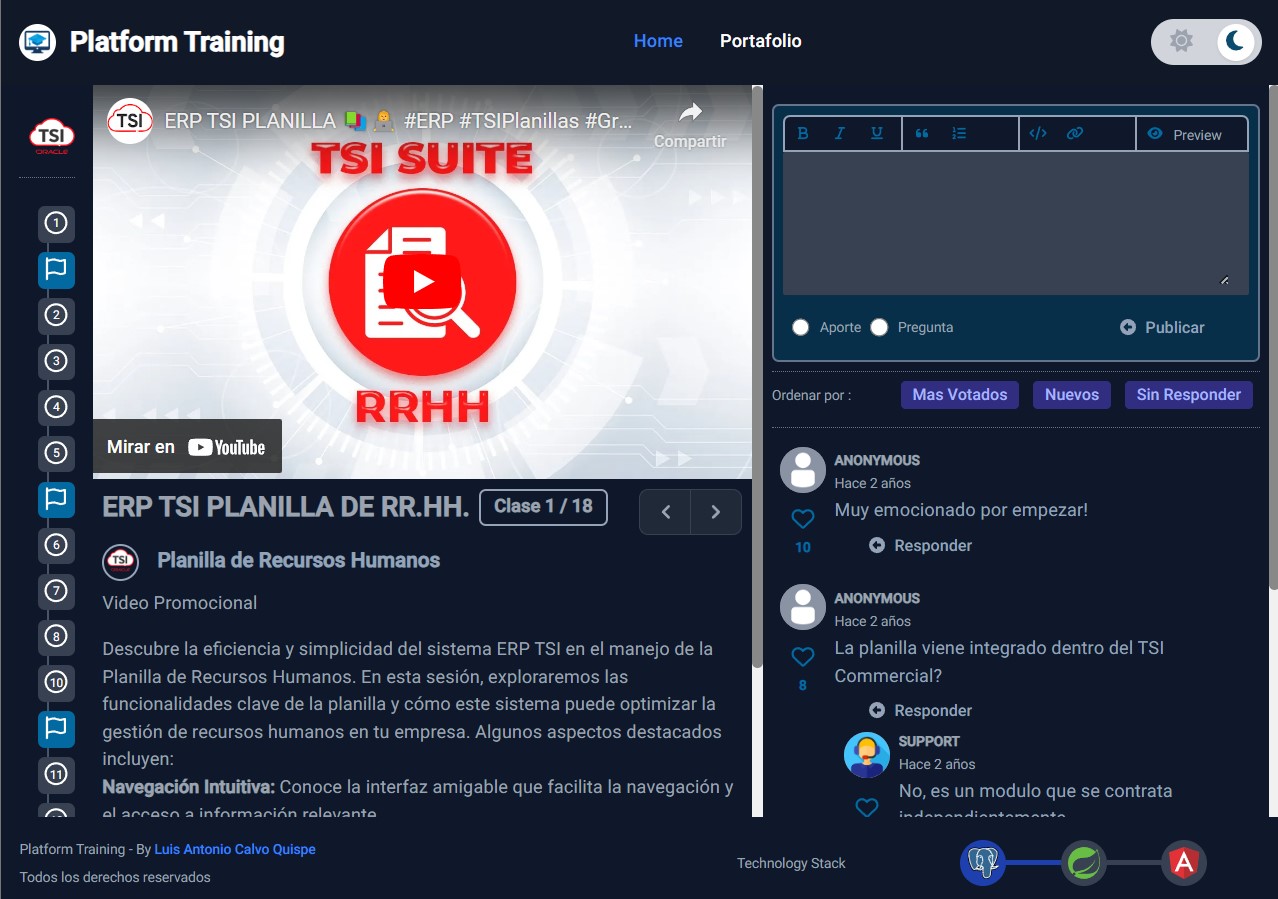 Platform Training
Home
Portafolio
TSI
ORACLE
1
2
3
4
5
6
7
8
10
11
TSI
ERP TSI PLANILLA 📚👩‍💼 #ERP #TSIPlanillas #Gr...
Compartir
TSI SUITE
RRHH
Mirar en YouTube
ERP TSI PLANILLA DE RR.HH.
Clase 1 / 18
TSI
Planilla de Recursos Humanos
Video Promocional
Descubre la eficiencia y simplicidad del sistema ERP TSI en el manejo de la
Planilla de Recursos Humanos. En esta sesión, exploraremos las
funcionalidades clave de la planilla y cómo este sistema puede optimizar la
gestión de recursos humanos en tu empresa. Algunos aspectos destacados
incluyen:
Navegación Intuitiva: Conoce la interfaz amigable que facilita la navegación y
el acceso a información relevante
B I U
Preview
Aporte
Pregunta
Publicar
Ordenar por :
Mas Votados
Nuevos
Sin Responder
ANONYMOUS
Hace 2 años
Muy emocionado por empezar!
10
Responder
ANONYMOUS
Hace 2 años
La planilla viene integrado dentro del TSI
Comercial?
8
Responder
SUPPORT
Hace 2 años
No, es un modulo que se contrata
independientemente
Platform Training - By Luis Antonio Calvo Quispe
Todos los derechos reservados
Technology Stack
A